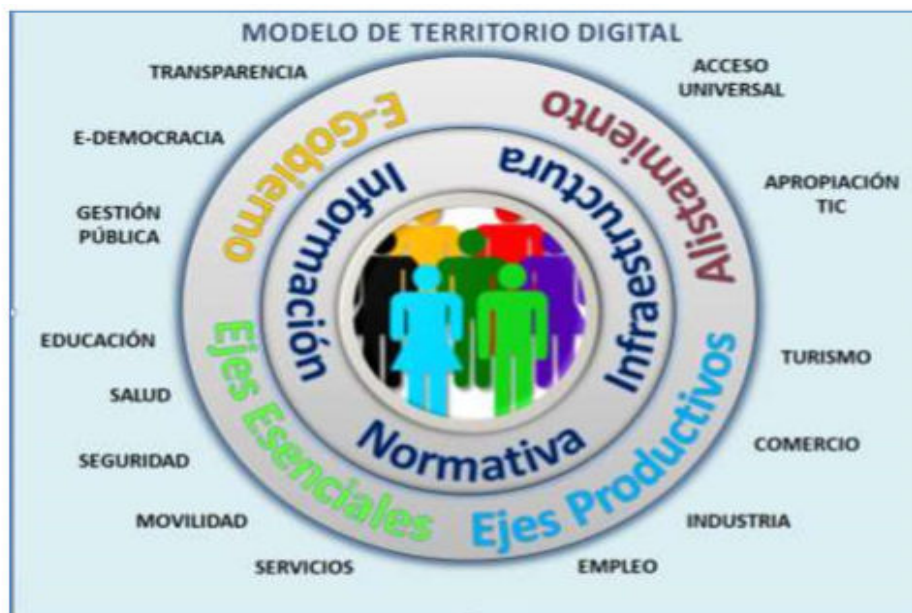 MODELO DE TERRITORIO DIGITAL
TRANSPARENCIA
E-DEMOCRACIA
GESTIÓN
PÚBLICA
EDUCACIÓN
SALUD
SEGURIDAD
MOVILIDAD
SERVICIOS
ACCESO
UNIVERSAL
APROPIACIÓN
TIC
TURISMO
COMERCIO
INDUSTRIA
EMPLEO
E-Gobierno
Alistamiento
Ejes Esenciales
Ejes Productivos
Información
Infraestructura
Normativa